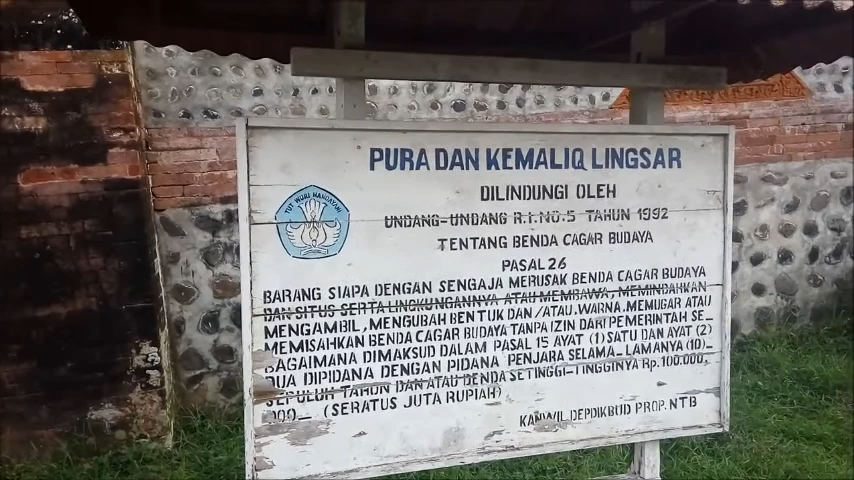 PURA DAN KEMALIQ LINGSAR
DILINDUNGI OLEH
UNDANG-UNDANG R.I.NO.5 TAHUN 1992
TENTANG BENDA CAGAR BUDAYA
TUT WURI HANDAYANI
PASAL 26
BARANG SIAPA DENGAN SENGAJA MERUSAK BENDA CAGAR BUDAYA
DAN SITUS SERTA LINGKUNGANNYA ATAU MEMBAWA, MEMINDAHKAN
MENGAMBIL, MENGUBAH BENTUK DAN/ATAU.WARNA.MEMUGAR ATAU
MEMISAHKAN BENDA CAGAR BUDAYA TANPA IZIN DARI PEMERINTAH SE-
BAGAIMANA DIMAKSUD DALAM PASAL 15 AYAT (1) SATU DAN AYAT (2)
DUA DIPIDANA DENGAN PIDANA PENJARA SELAMA-LAMANYA (10)-
SEPULUH TAHUN DAN ATAU DENDA SETINGGI-TINGGINYA Rp.100.000.
000._ (SERATUS JUTA RUPIAH)
KANWIL DEPDIKBUD PROP. NTB